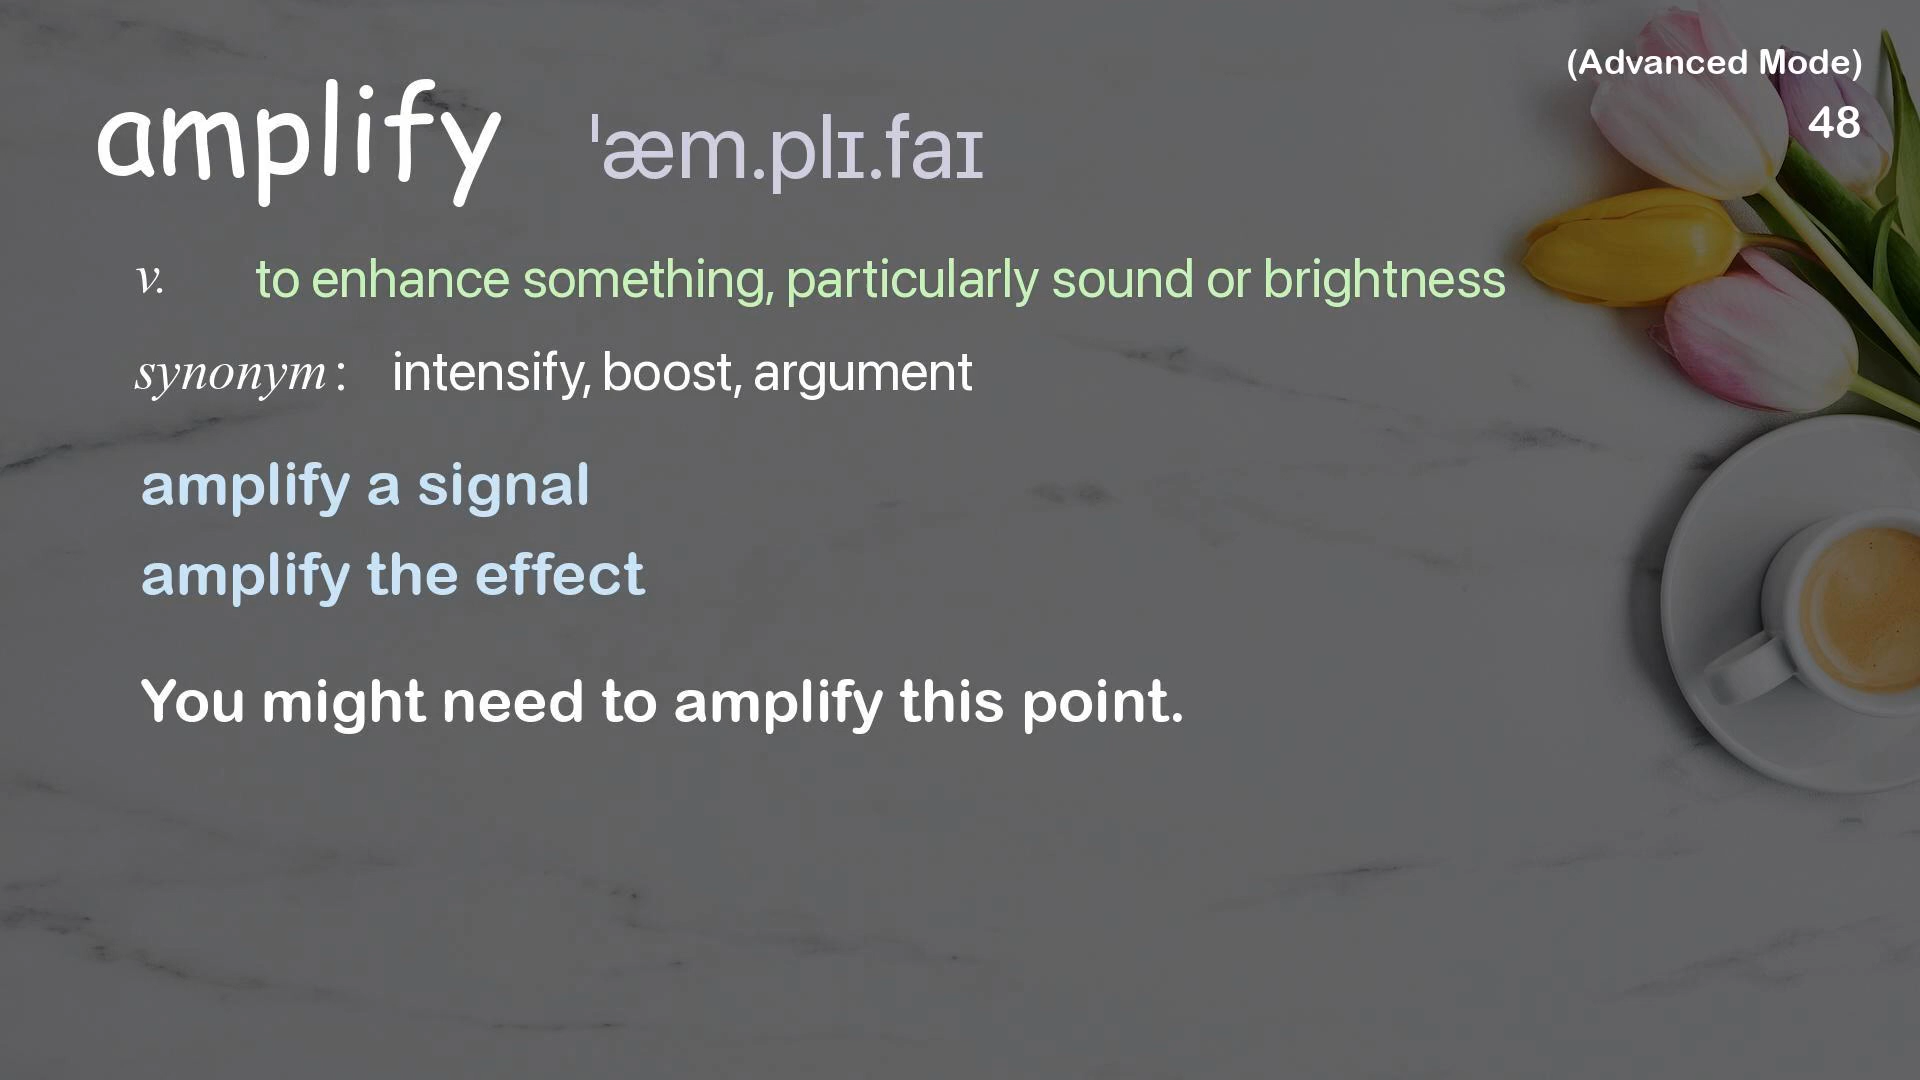 (Advanced Mode)
48
amplify ˈæm.plɪ.faɪ
v. to enhance something, particularly sound or brightness
synonym : intensify, boost, argument
amplify a signal
amplify the effect
You might need to amplify this point.